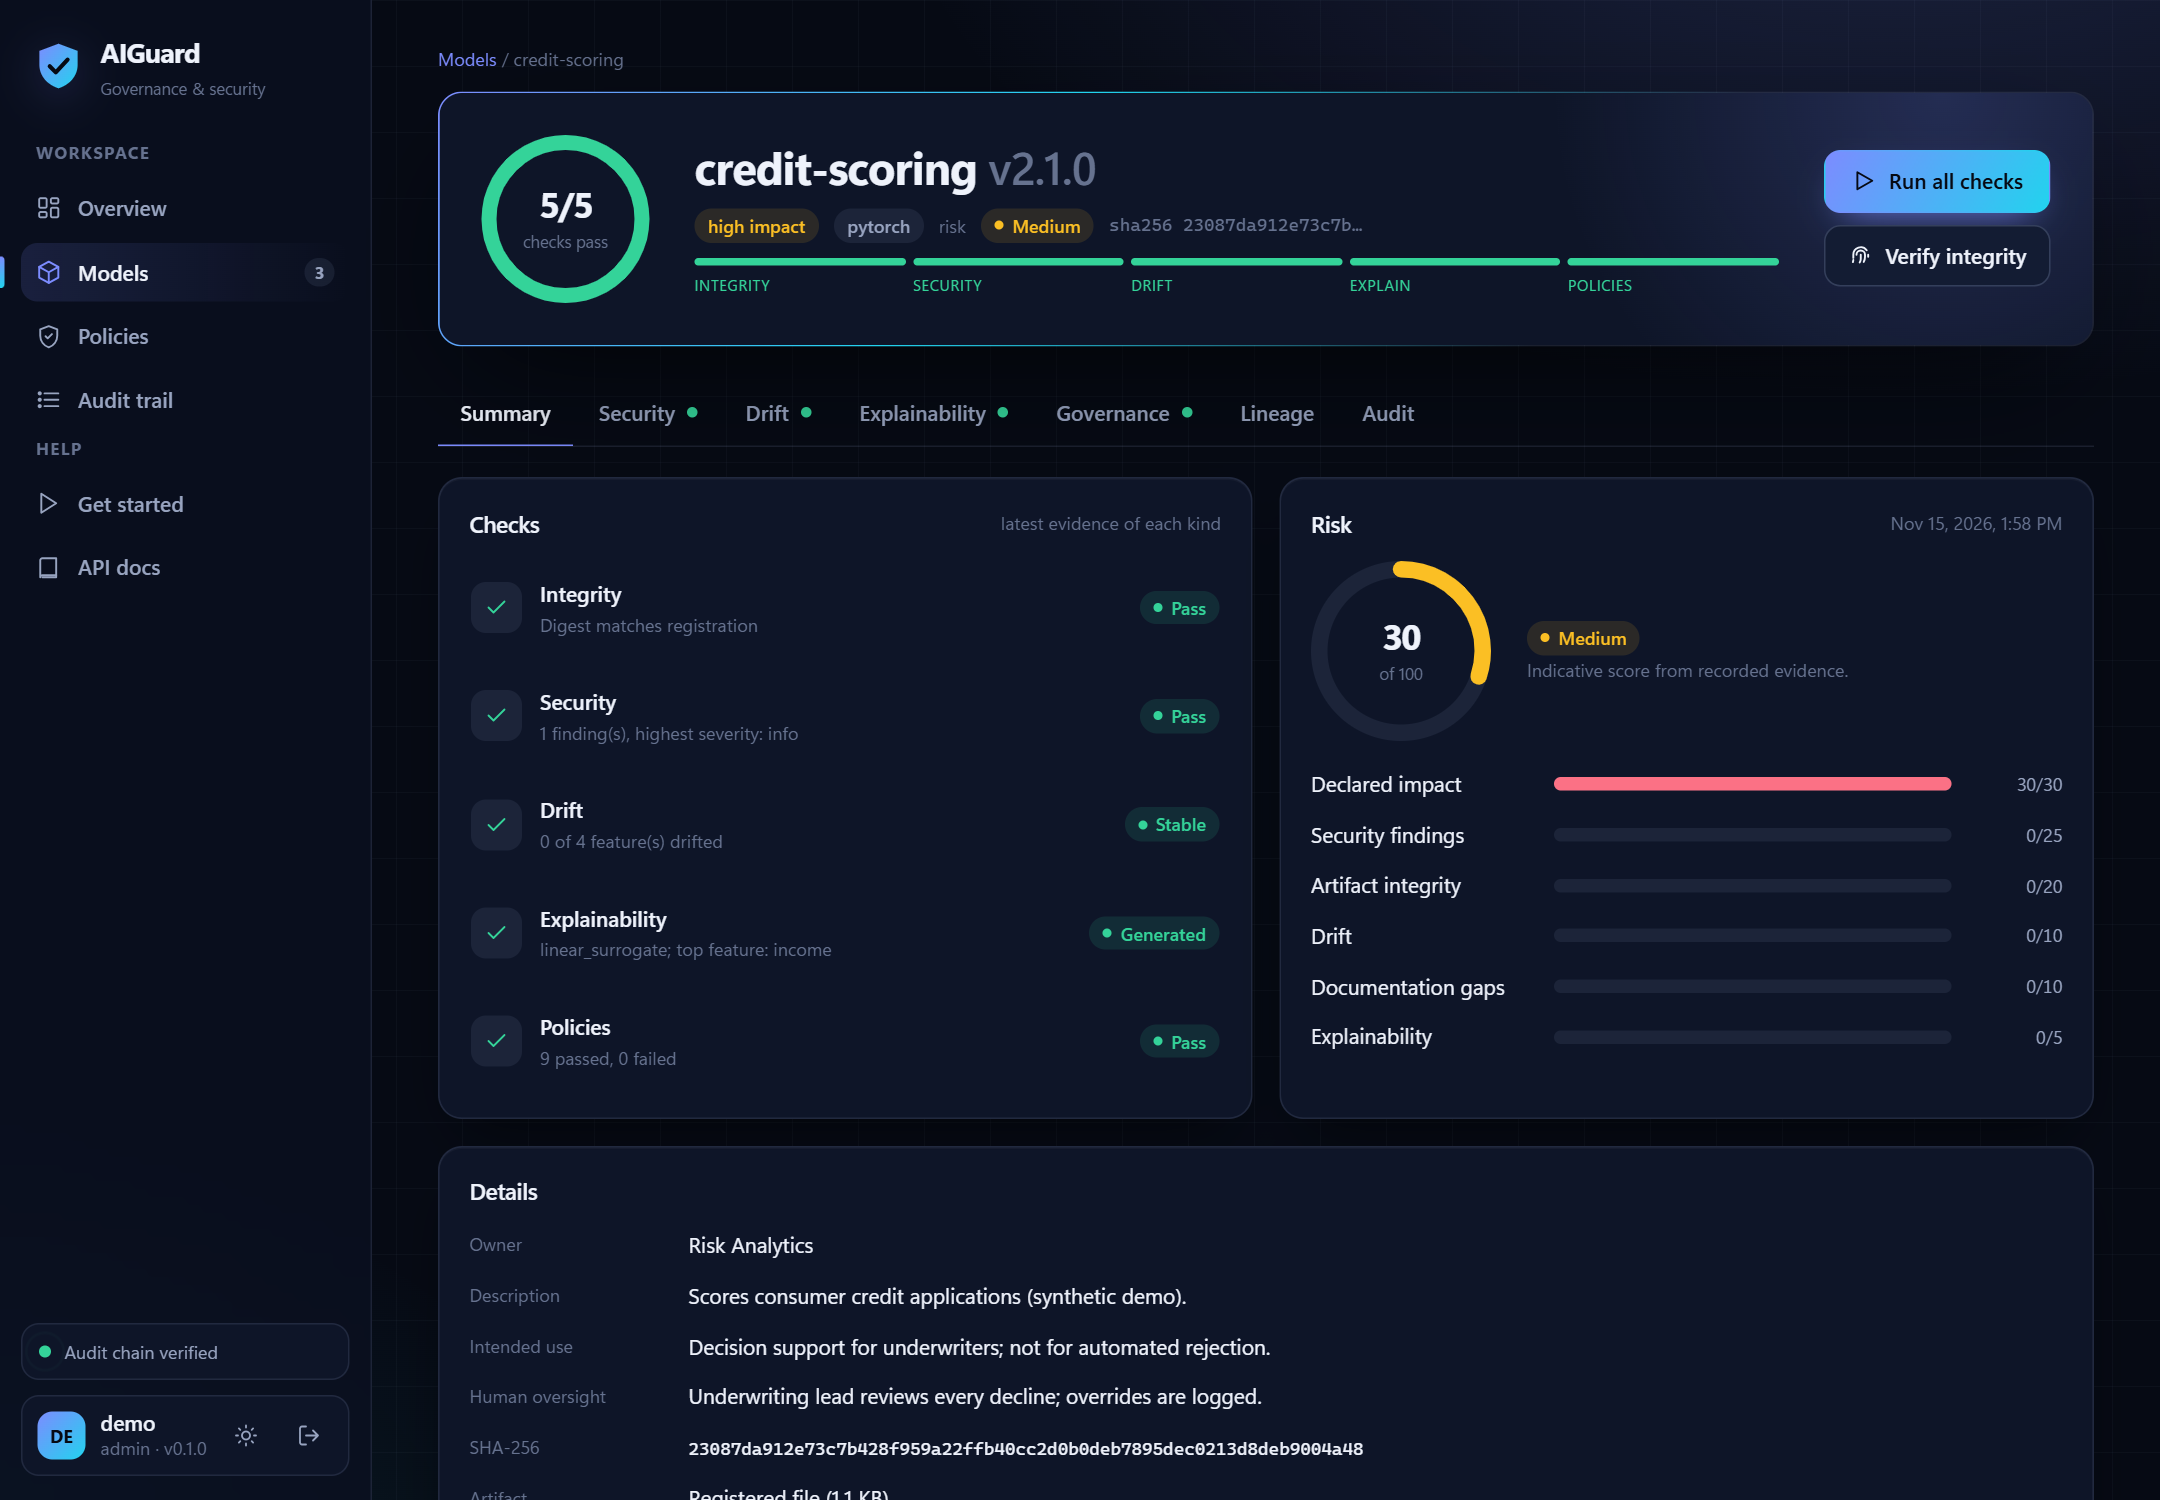 AIGuard
Governance & security
WORKSPACE
Overview
Models 3
Policies
Audit trail
HELP
Get started
API docs
Audit chain verified
DE
demo
admin · v0.1.0
Models / credit-scoring
5/5
checks pass
credit-scoring v2.1.0
high impact pytorch risk Medium sha256 23087da912e73c7b…
INTEGRITY SECURITY DRIFT EXPLAIN POLICIES
Run all checks
Verify integrity
Summary Security Drift Explainability Governance Lineage Audit
Checks latest evidence of each kind
Integrity
Digest matches registration
Pass
Security
1 finding(s), highest severity: info
Pass
Drift
0 of 4 feature(s) drifted
Stable
Explainability
linear_surrogate; top feature: income
Generated
Policies
9 passed, 0 failed
Pass
Risk Nov 15, 2026, 1:58 PM
30
of 100
Medium
Indicative score from recorded evidence.
Declared impact 30/30
Security findings 0/25
Artifact integrity 0/20
Drift 0/10
Documentation gaps 0/10
Explainability 0/5
Details
Owner Risk Analytics
Description Scores consumer credit applications (synthetic demo).
Intended use Decision support for underwriters; not for automated rejection.
Human oversight Underwriting lead reviews every decline; overrides are logged.
SHA-256 23087da912e73c7b428f959a22ffb40cc2d0b0deb7895dec0213d8deb9004a48
Artifact Registered file (1.1 KB)